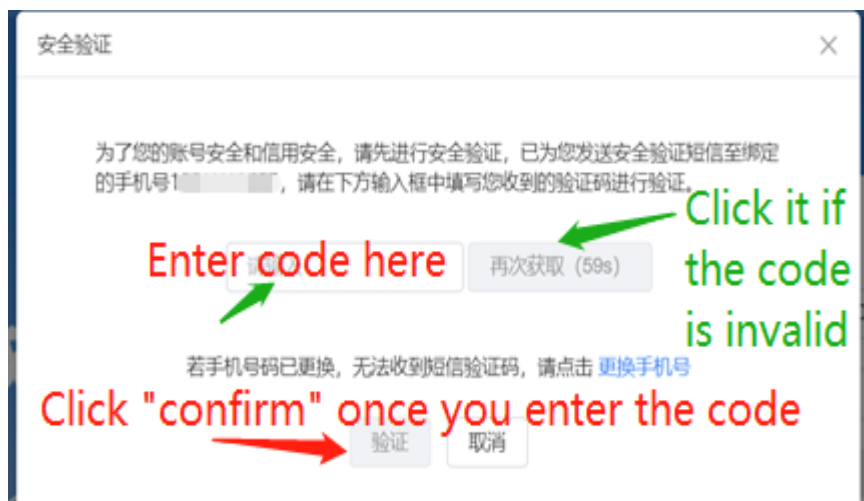 安全验证
为了您的账号安全和信用安全，请先进行安全验证，已为您发送安全验证短信至绑定
的手机号1，请在下方输入框中填写您收到的验证码进行验证。
Click it if
the code
is invalid
Enter code here
再次获取（59s）
若手机号码已更换，无法收到短信验证码，请点击 更换手机号
Click "confirm" once you enter the code
验证 取消